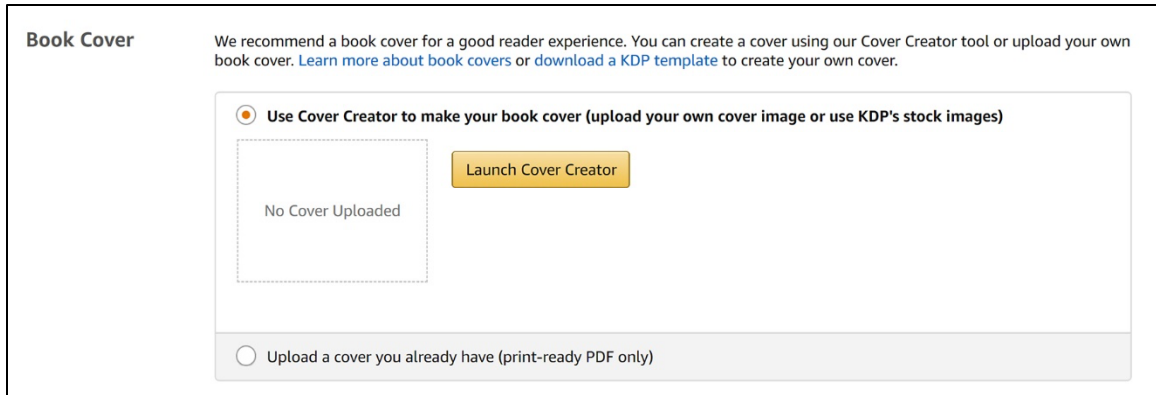 Book Cover
We recommend a book cover for a good reader experience. You can create a cover using our Cover Creator tool or upload your own
book cover. Learn more about book covers or download a KDP template to create your own cover.
Use Cover Creator to make your book cover (upload your own cover image or use KDP's stock images)
Launch Cover Creator
No Cover Uploaded
Upload a cover you already have (print-ready PDF only)